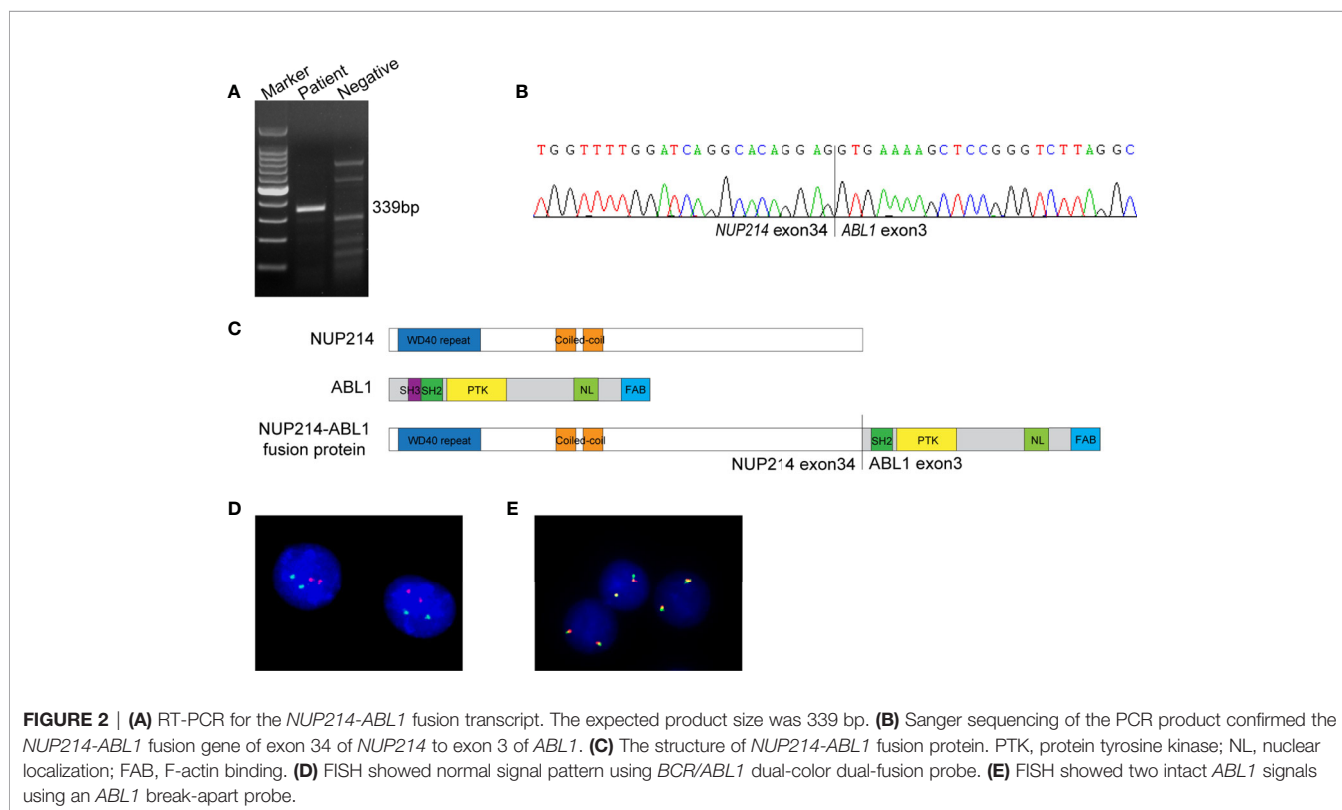 A
Marker
Patient
Negative
339bp
B
TGGTTTTGGATCAGGCACAGGAGGTGAAAAGCTCCGGGTCTTAGGC
NUP214 exon34 ABL1 exon3
C
NUP214
WD40 repeat
Coiled-coil
ABL1
SH3 SH2 PTK NL FAB
NUP214-ABL1
fusion protein
WD40 repeat
Coiled-coil
SH2 PTK NL FAB
NUP214 exon34 ABL1 exon3
D
E
FIGURE 2 | (A) RT-PCR for the NUP214-ABL1 fusion transcript. The expected product size was 339 bp. (B) Sanger sequencing of the PCR product confirmed the
NUP214-ABL1 fusion gene of exon 34 of NUP214 to exon 3 of ABL1. (C) The structure of NUP214-ABL1 fusion protein. PTK, protein tyrosine kinase; NL, nuclear
localization; FAB, F-actin binding. (D) FISH showed normal signal pattern using BCR/ABL1 dual-color dual-fusion probe. (E) FISH showed two intact ABL1 signals
using an ABL1 break-apart probe.